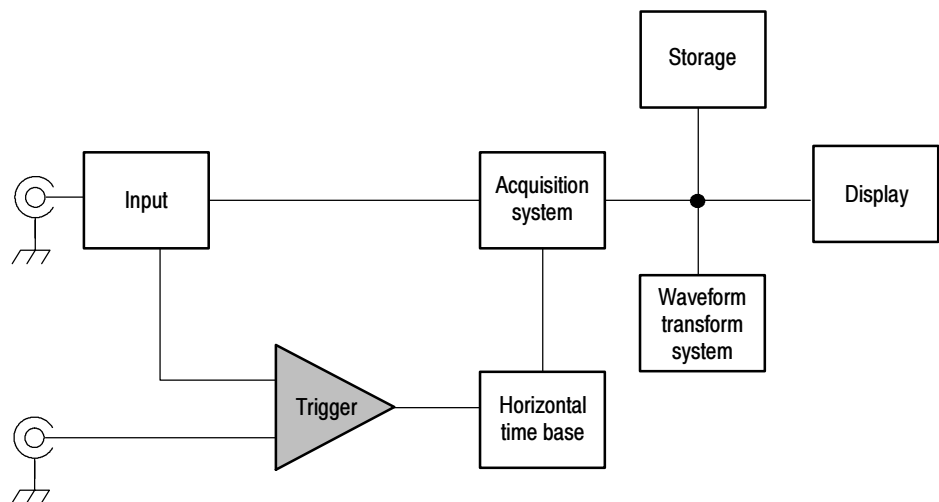 Storage
Input
Acquisition
system
Display
Waveform
transform
system
Trigger
Horizontal
time base